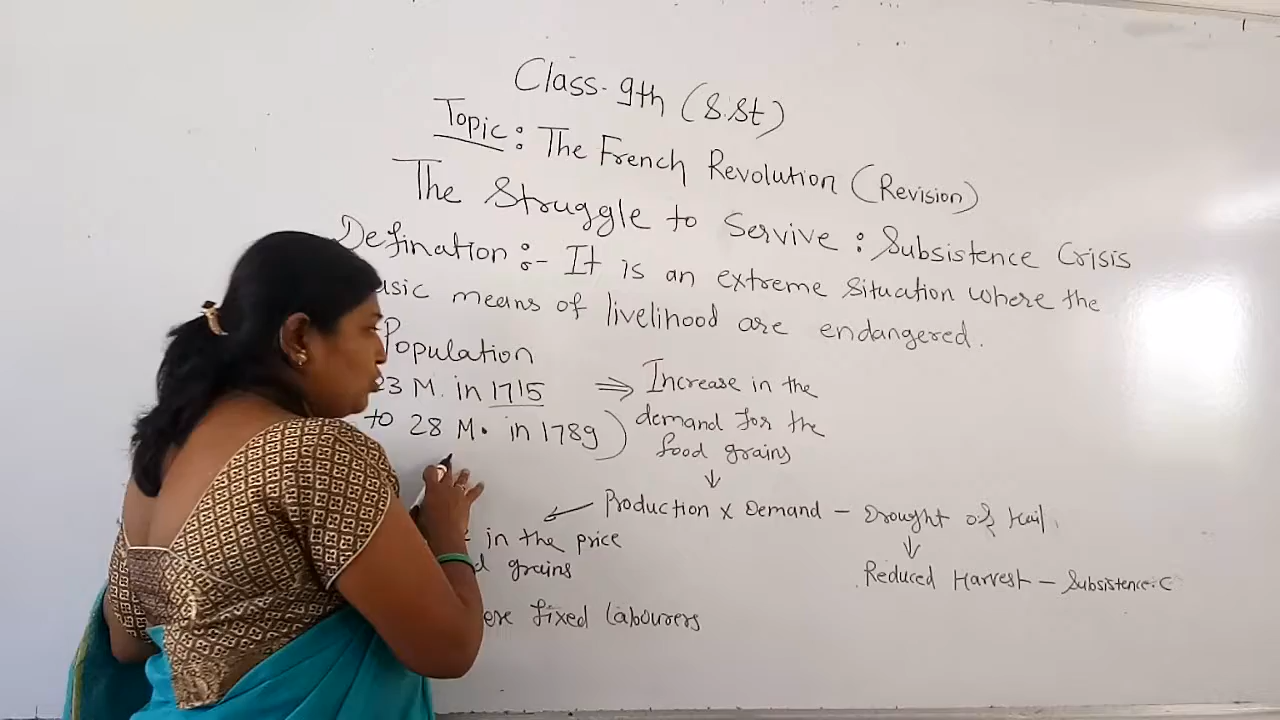 Class-9th (S.St)
Topic: The French Revolution (Revision)
The Struggle to Servive: Subsistence Crisis
Defination:- It is an extreme situation where the
means of livelihood are endangered.
Population
23 M. in 1715 ⇒ Increase in the
to 28 M. in 1789) demand for the
food grains
↓
Production x Demand - Drought or Hail.
in the price ↓
grains Reduced Harvest - Subsistence.C
fixed labourers